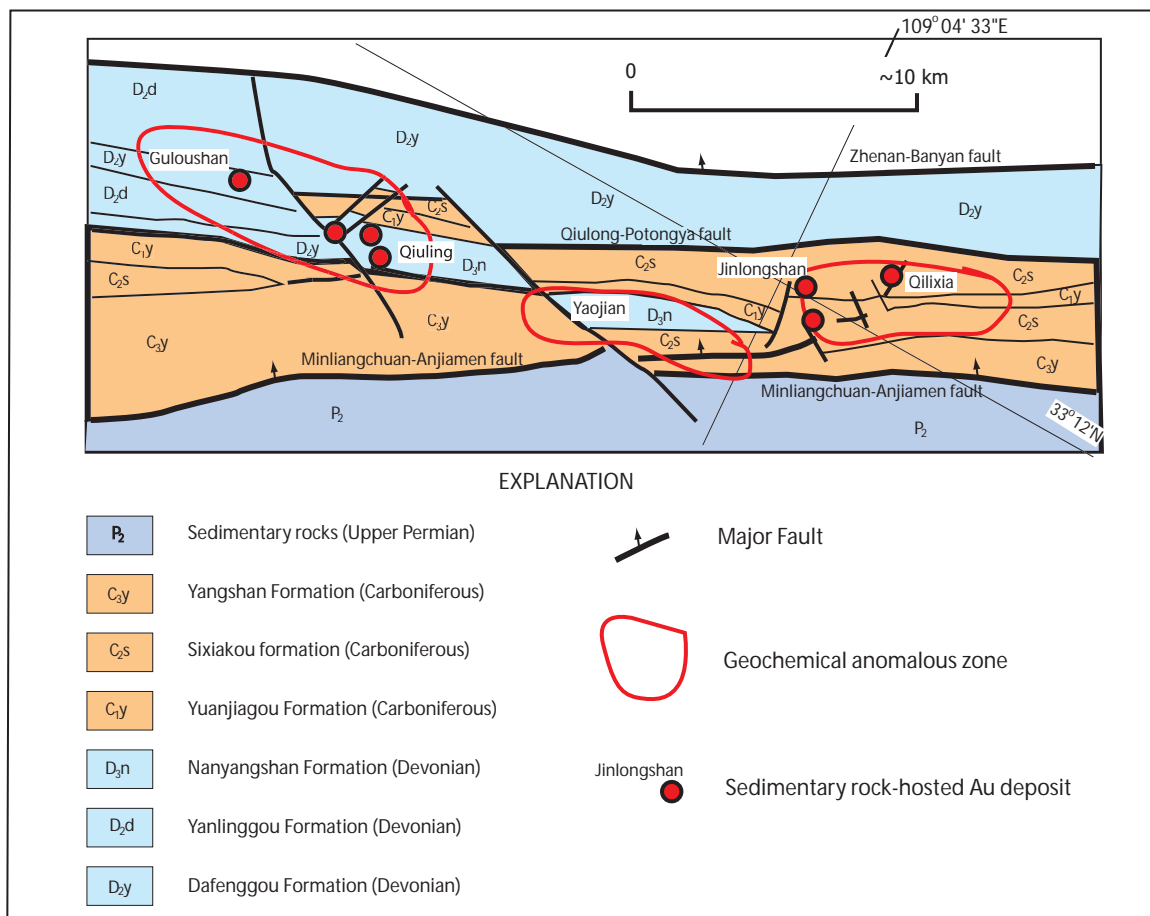 109° 04' 33"E
0
~10 km
D₂d
D₂y
Zhenan-Banyan fault
D₂y
Guloushan
D₂d
C₂s
D₂y
D₂y
C₁y
Qiulong-Potongya fault
C₁y
D₂y
Qiuling
D₃n
C₂s
Jinlongshan
Qilixia
C₂s
C₂s
Yaojian
C₁y
C₁y
D₃n
C₂s
C₃y
C₃y
C₂s
Minliangchuan-Anjiamen fault
C₃y
Minliangchuan-Anjiamen fault
33°12'N
P₂
P₂
EXPLANATION
P₂ Sedimentary rocks (Upper Permian)
C₃y Yangshan Formation (Carboniferous)
C₂s Sixiakou formation (Carboniferous)
C₁y Yuanjiagou Formation (Carboniferous)
D₃n Nanyangshan Formation (Devonian)
D₂d Yanlinggou Formation (Devonian)
D₂y Dafenggou Formation (Devonian)
Major Fault
Geochemical anomalous zone
Jinlongshan
Sedimentary rock-hosted Au deposit